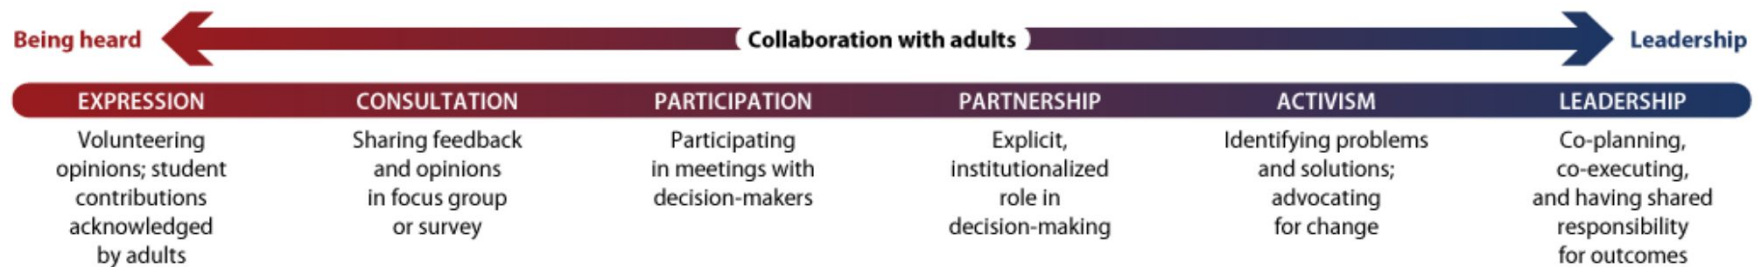 Being heard
Collaboration with adults
Leadership
EXPRESSION
Volunteering
opinions; student
contributions
acknowledged
by adults
CONSULTATION
Sharing feedback
and opinions
in focus group
or survey
PARTICIPATION
Participating
in meetings with
decision-makers
PARTNERSHIP
Explicit,
institutionalized
role in
decision-making
ACTIVISM
Identifying problems
and solutions;
advocating
for change
LEADERSHIP
Co-planning,
co-executing,
and having shared
responsibility
for outcomes